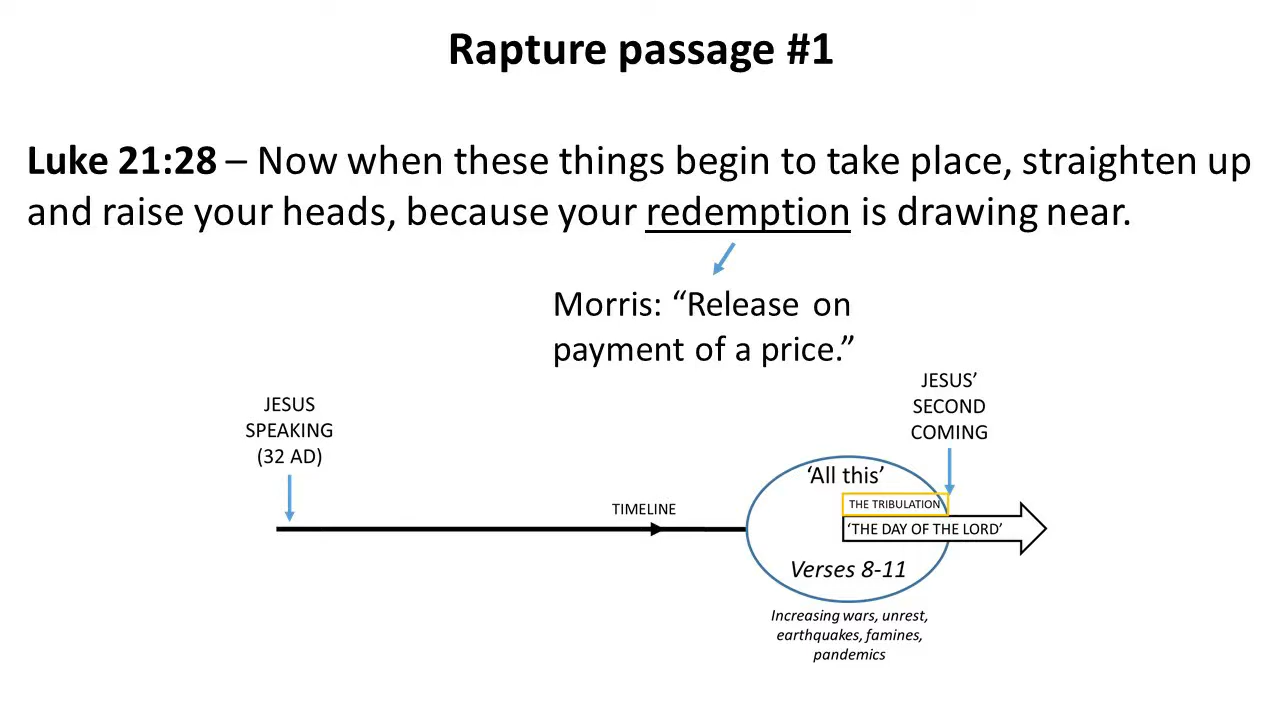 Rapture passage #1
Luke 21:28 – Now when these things begin to take place, straighten up
and raise your heads, because your redemption is drawing near.
Morris: “Release on
payment of a price.”
JESUS
SPEAKING
(32 AD)
TIMELINE
JESUS’
SECOND
COMING
‘All this’
THE TRIBULATION
‘THE DAY OF THE LORD’
Verses 8-11
Increasing wars, unrest,
earthquakes, famines,
pandemics